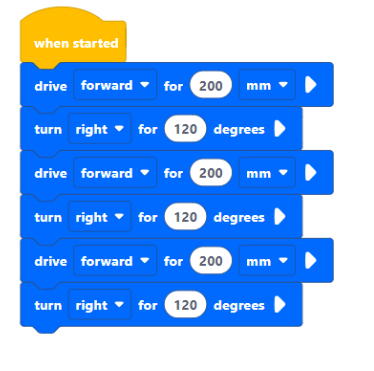 when started
drive forward for 200 mm
turn right for 120 degrees
drive forward for 200 mm
turn right for 120 degrees
drive forward for 200 mm
turn right for 120 degrees